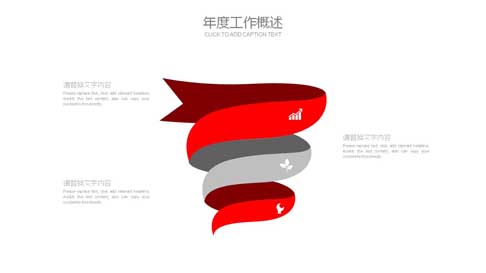 年度工作概述
CLICK TO ADD CAPTION TEXT
请替换文字内容
Please replace text, click add relevant headline,
modify the text content, also can copy your
content to this directly.
请替换文字内容
Please replace text, click add relevant headline,
modify the text content, also can copy your
content to this directly.
请替换文字内容
Please replace text, click add relevant headline,
modify the text content, also can copy your
content to this directly.